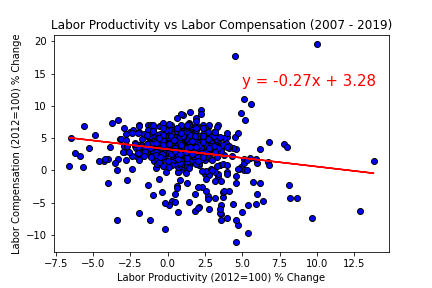 Labor Productivity vs Labor Compensation (2007 - 2019)
Labor Compensation (2012=100) % Change
20
15
10
5
0
−5
−10
y = -0.27x + 3.28
−7.5 −5.0 −2.5 0.0 2.5 5.0 7.5 10.0 12.5
Labor Productivity (2012=100) % Change